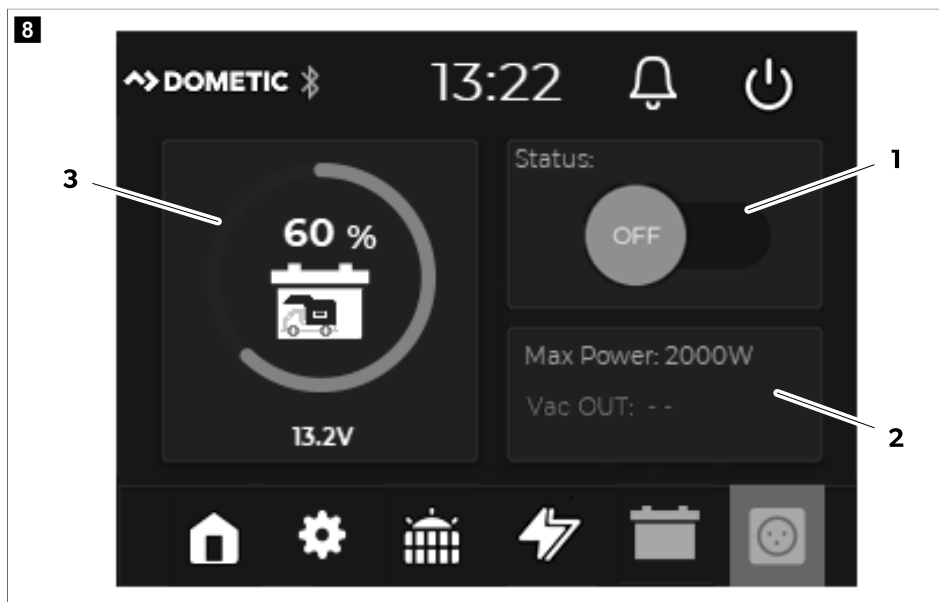 8
DOMETIC 13:22
3
60 %
13.2V
Status:
OFF
1
Max Power: 2000W
Vac OUT: - -
2